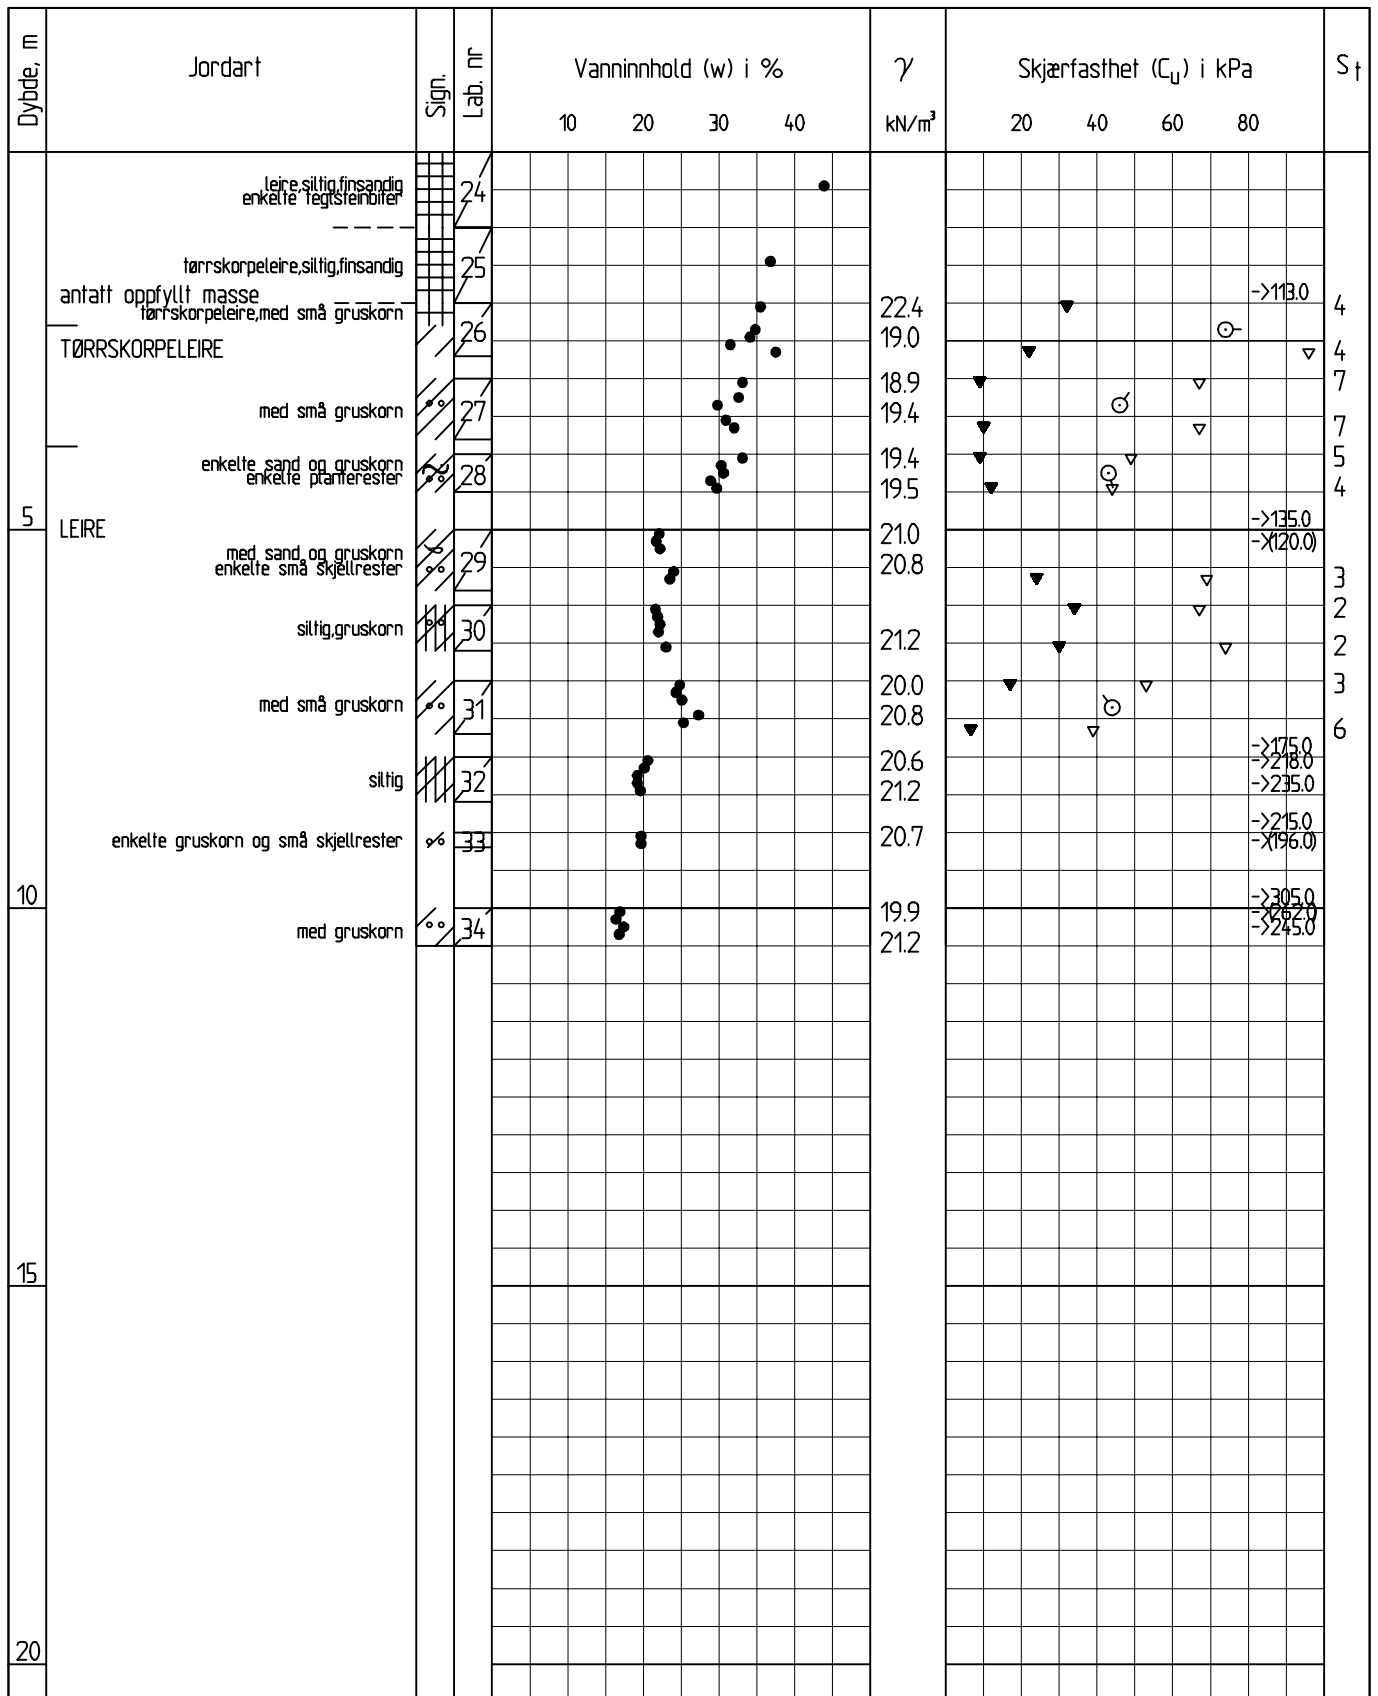 Dybde, m
Jordart
Sign.
Lab. nr
Vanninnhold (w) i %
10 20 30 40
γ
kN/m³
Skjærfasthet (Cu) i kPa
20 40 60 80
St
leire,siltig,finsandig
enkelte teglsteinbiter
24
tørrskorpeleire,siltig,finsandig
25
antatt oppfyllt masse
->113.0
tørrskorpeleire,med små gruskorn
22.4
4
26
19.0
TØRRSKORPELEIRE
4
18.9
7
med små gruskorn
27
19.4
7
enkelte sand og gruskorn
19.4
5
enkelte planterester
28
19.5
4
5
->135.0
LEIRE
21.0
->(120.0)
med sand og gruskorn
29
enkelte små skjellrester
20.8
3
2
siltig,gruskorn
30
21.2
2
20.0
3
med små gruskorn
31
20.8
6
->175.0
20.6
->218.0
siltig
32
->235.0
21.2
->215.0
20.7
enkelte gruskorn og små skjellrester
33
->(196.0)
10
->305.0
19.9
->(262.0)
med gruskorn
34
->245.0
21.2
15
20